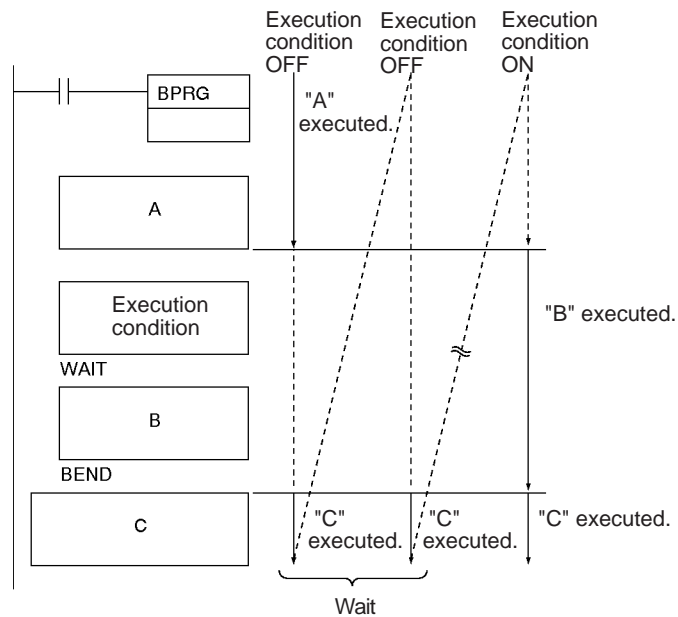 Execution
condition
OFF
Execution
condition
OFF
Execution
condition
ON
BPRG
"A"
executed.
A
Execution
condition
"B" executed.
WAIT
B
BEND
C
"C"
executed.
"C"
executed.
"C" executed.
Wait